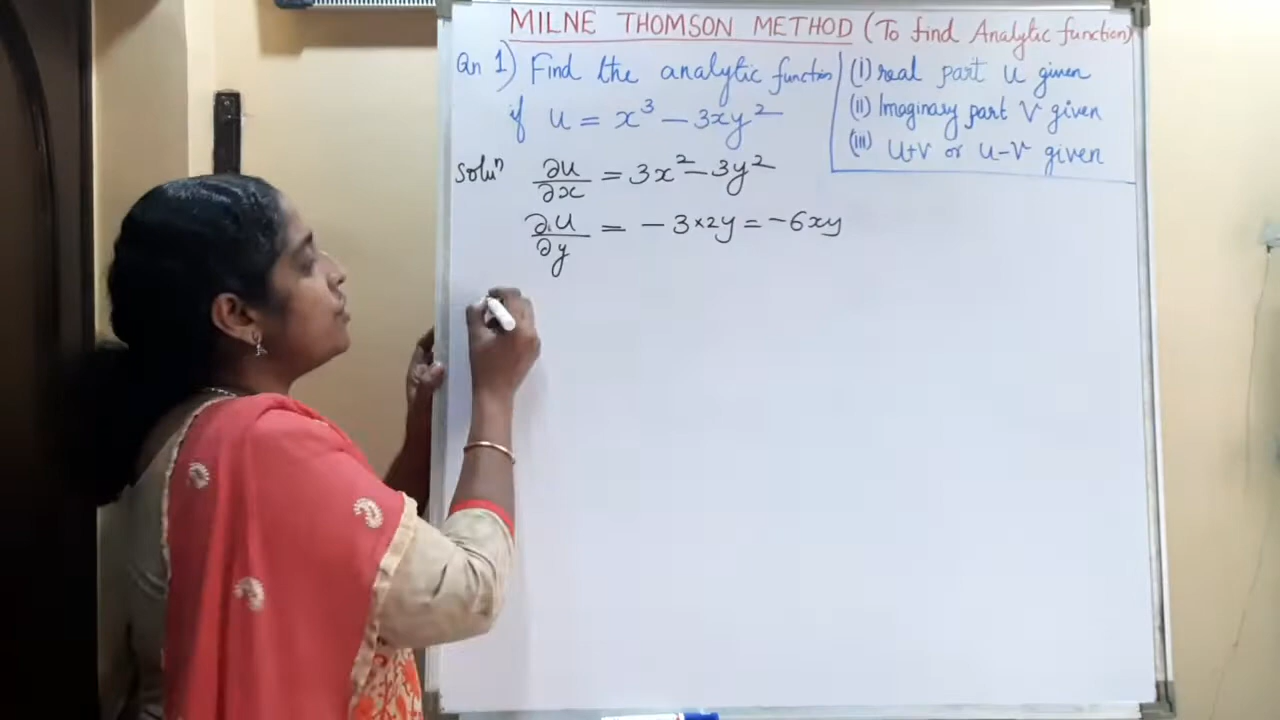 MILNE THOMSON METHOD (To find Analytic function)
Qn 1) Find the analytic function
if u = x³ - 3xy²
(i) real part u given
(ii) Imaginary part V given
(iii) U+V or U-V given
Soluⁿ ∂u/∂x = 3x² - 3y²
∂u/∂y = -3×2y = -6xy